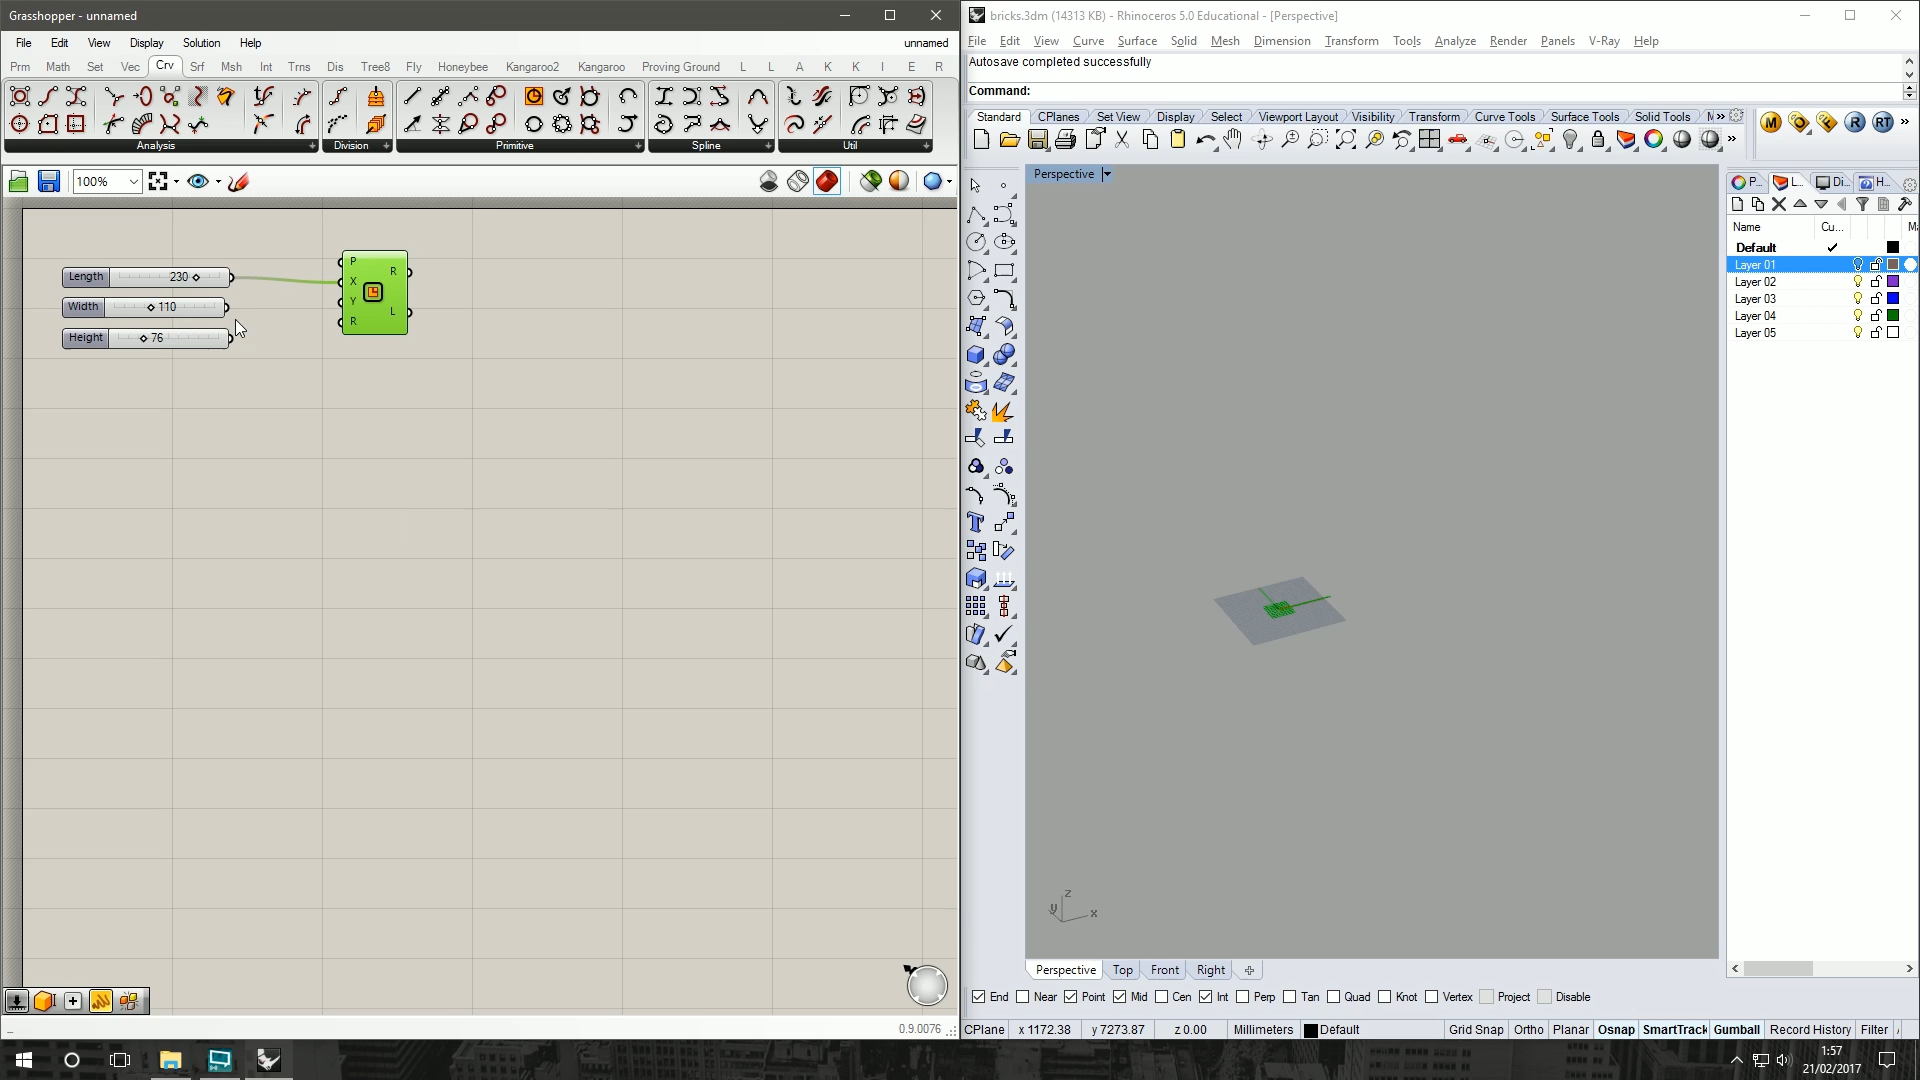 Grasshopper - unnamed
File Edit View Display Solution Help unnamed
Prm Math Set Vec Crv Srf Msh Int Trns Dis Tree8 Fly Honeybee Kangaroo2 Kangaroo Proving Ground L L A K K I E R
Analysis Division Primitive Spline Util
100%
Length 230
Width 110
Height 76
P
X
Y
R
R
L
0.9.0076
bricks.3dm (14313 KB) - Rhinoceros 5.0 Educational - [Perspective]
File Edit View Curve Surface Solid Mesh Dimension Transform Tools Analyze Render Panels V-Ray Help
Autosave completed successfully
Command:
Standard CPlanes Set View Display Select Viewport Layout Visibility Transform Curve Tools Surface Tools Solid Tools
M O F R RT
Perspective
P... L... Di... H...
Name Cu... M
Default
Layer 01
Layer 02
Layer 03
Layer 04
Layer 05
z
y x
Perspective Top Front Right
End Near Point Mid Cen Int Perp Tan Quad Knot Vertex Project Disable
CPlane x 1172.38 y 7273.87 z 0.00 Millimeters Default Grid Snap Ortho Planar Osnap SmartTrack Gumball Record History Filter
1:57
21/02/2017